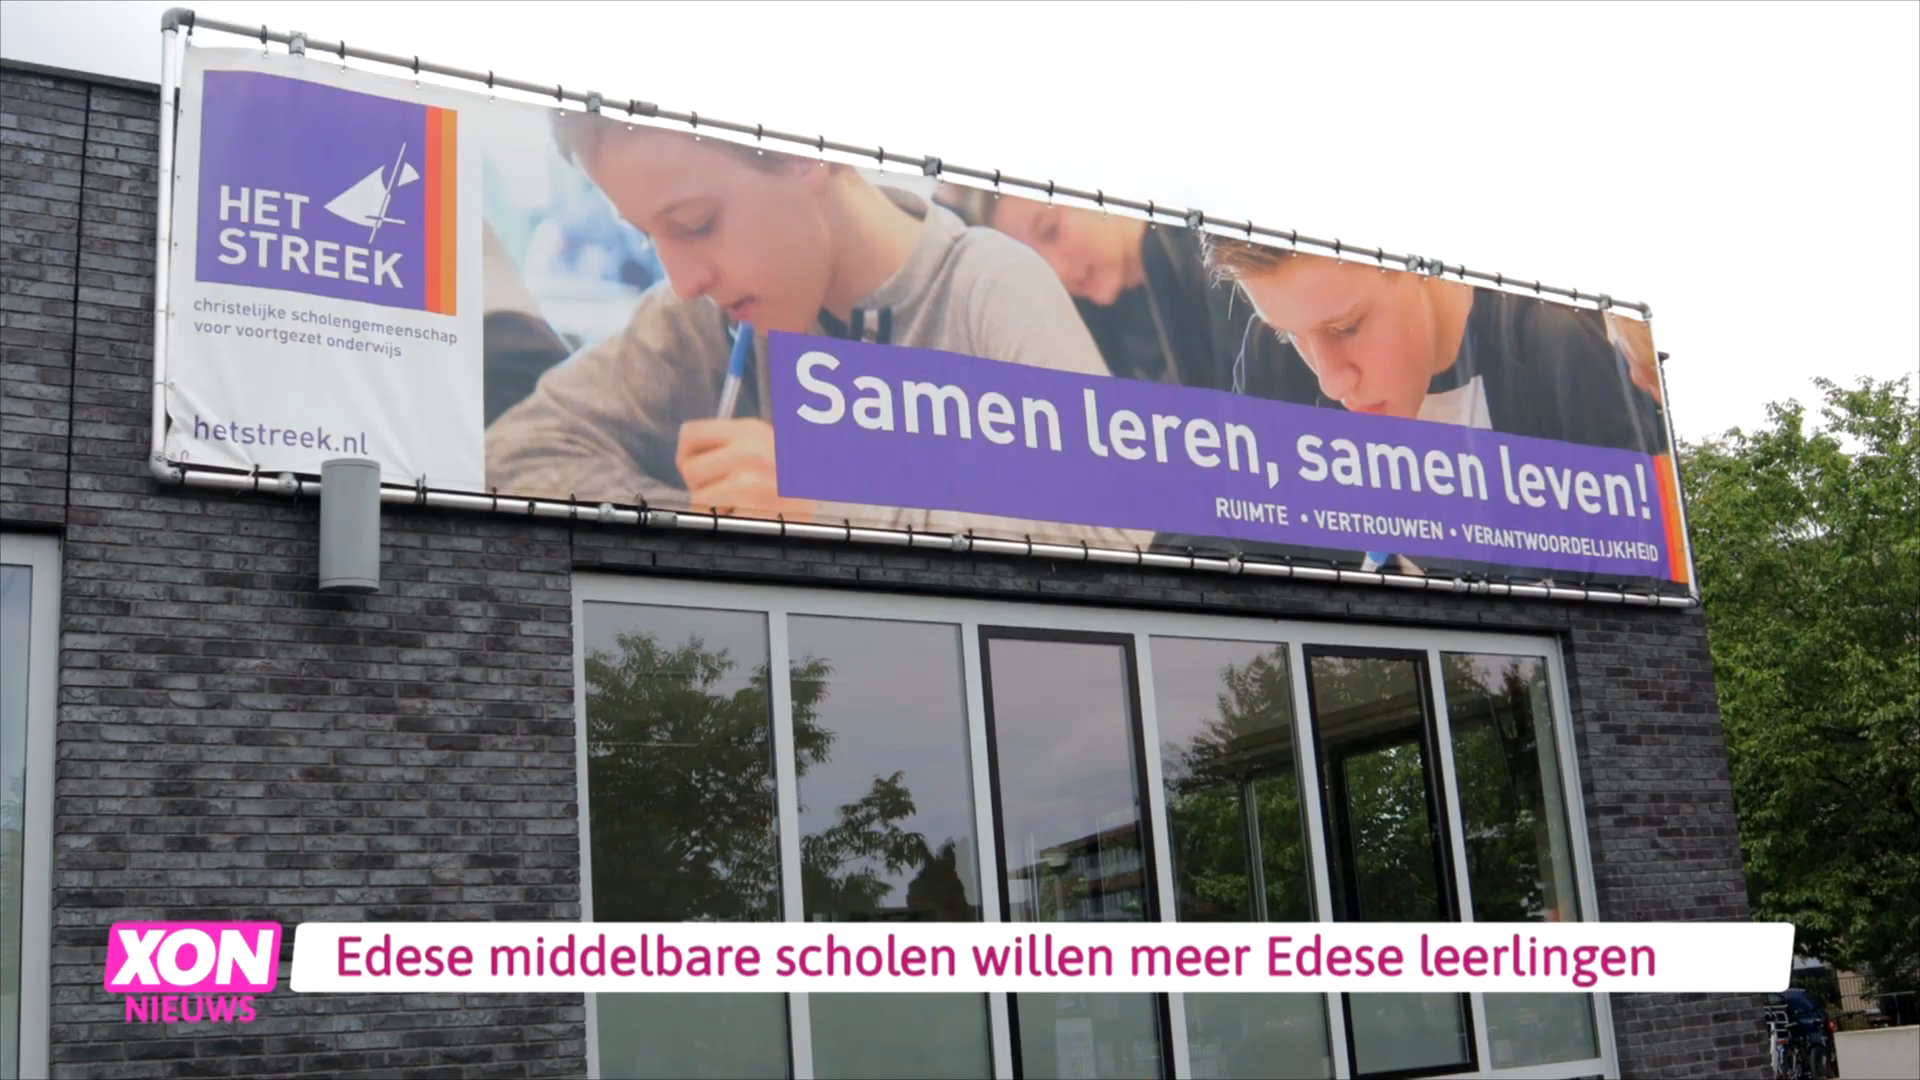 HET
STREEK
christelijke scholengemeenschap
voor voortgezet onderwijs
hetstreek.nl
Samen leren, samen leven!
RUIMTE • VERTROUWEN • VERANTWOORDELIJKHEID
XON
NIEUWS
Edese middelbare scholen willen meer Edese leerlingen